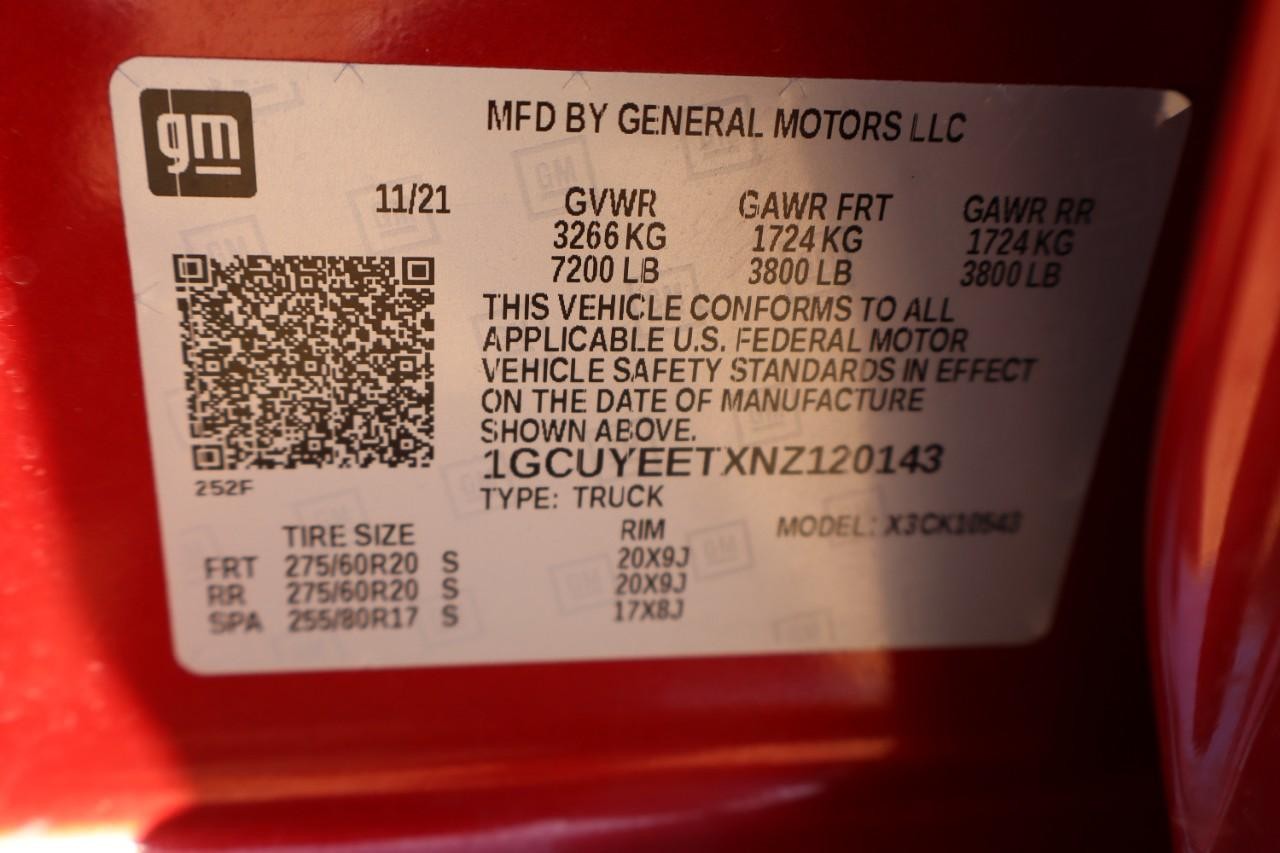 gm
MFD BY GENERAL MOTORS LLC
11/21 GVWR GAWR FRT GAWR RR
3266 KG 1724 KG 1724 KG
7200 LB 3800 LB 3800 LB
THIS VEHICLE CONFORMS TO ALL
APPLICABLE U.S. FEDERAL MOTOR
VEHICLE SAFETY STANDARDS IN EFFECT
ON THE DATE OF MANUFACTURE
SHOWN ABOVE.
1GCUYEETXNZ120143
252F
TYPE: TRUCK
TIRE SIZE RIM MODEL: X3CK10543
FRT 275/60R20 S 20X9J
RR 275/60R20 S 20X9J
SPA 255/80R17 S 17X8J